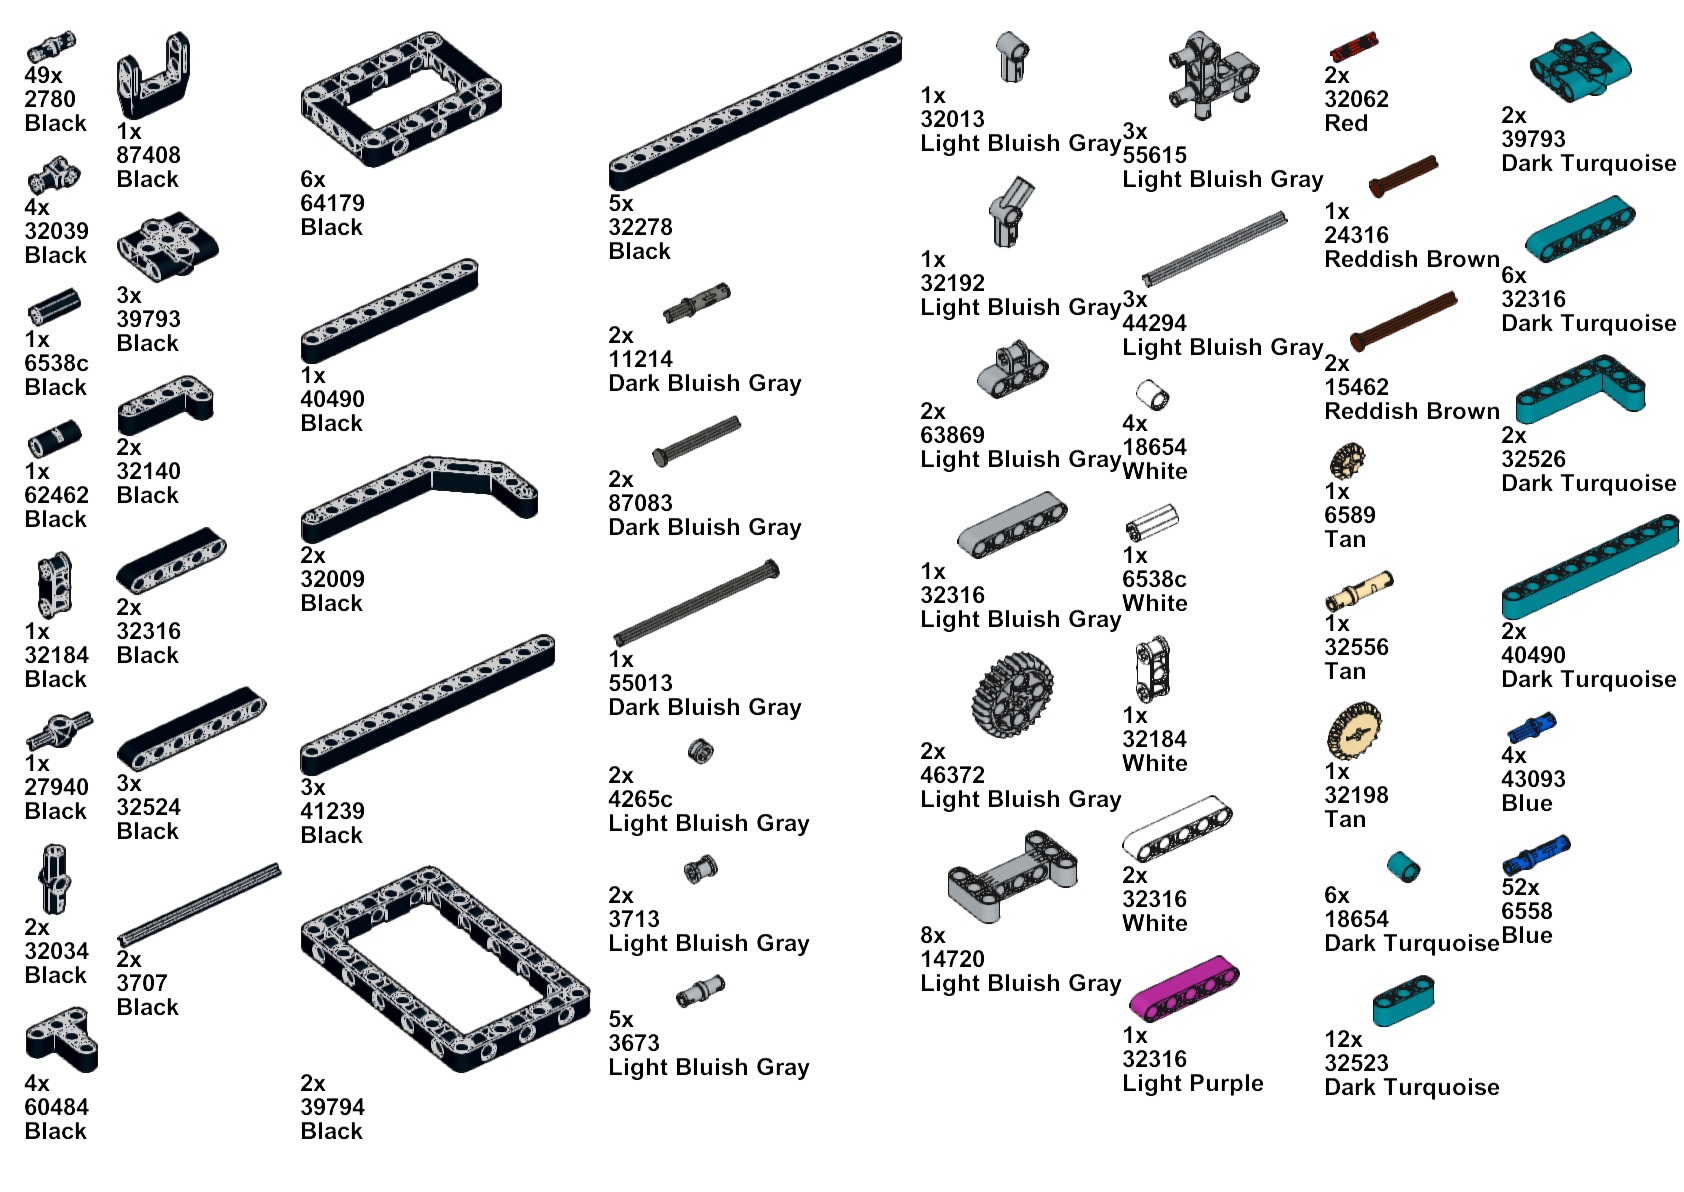 49x
2780
Black
4x
32039
Black
1x
6538c
Black
1x
62462
Black
1x
32184
Black
1x
27940
Black
2x
32034
Black
4x
60484
Black
1x
87408
Black
3x
39793
Black
2x
32140
Black
2x
32316
Black
3x
32524
Black
2x
3707
Black
6x
64179
Black
1x
40490
Black
2x
32009
Black
3x
41239
Black
2x
39794
Black
5x
32278
Black
2x
11214
Dark Bluish Gray
2x
87083
Dark Bluish Gray
1x
55013
Dark Bluish Gray
2x
4265c
Light Bluish Gray
2x
3713
Light Bluish Gray
5x
3673
Light Bluish Gray
1x
32013
Light Bluish Gray
1x
32192
Light Bluish Gray
2x
63869
Light Bluish Gray
1x
32316
Light Bluish Gray
2x
46372
Light Bluish Gray
8x
14720
Light Bluish Gray
3x
55615
Light Bluish Gray
3x
44294
Light Bluish Gray
4x
18654
White
1x
6538c
White
1x
32184
White
2x
32316
White
1x
32316
Light Purple
2x
32062
Red
1x
24316
Reddish Brown
2x
15462
Reddish Brown
1x
6589
Tan
1x
32556
Tan
1x
32198
Tan
6x
18654
Dark Turquoise
12x
32523
Dark Turquoise
2x
39793
Dark Turquoise
6x
32316
Dark Turquoise
2x
32526
Dark Turquoise
2x
40490
Dark Turquoise
4x
43093
Blue
52x
6558
Blue